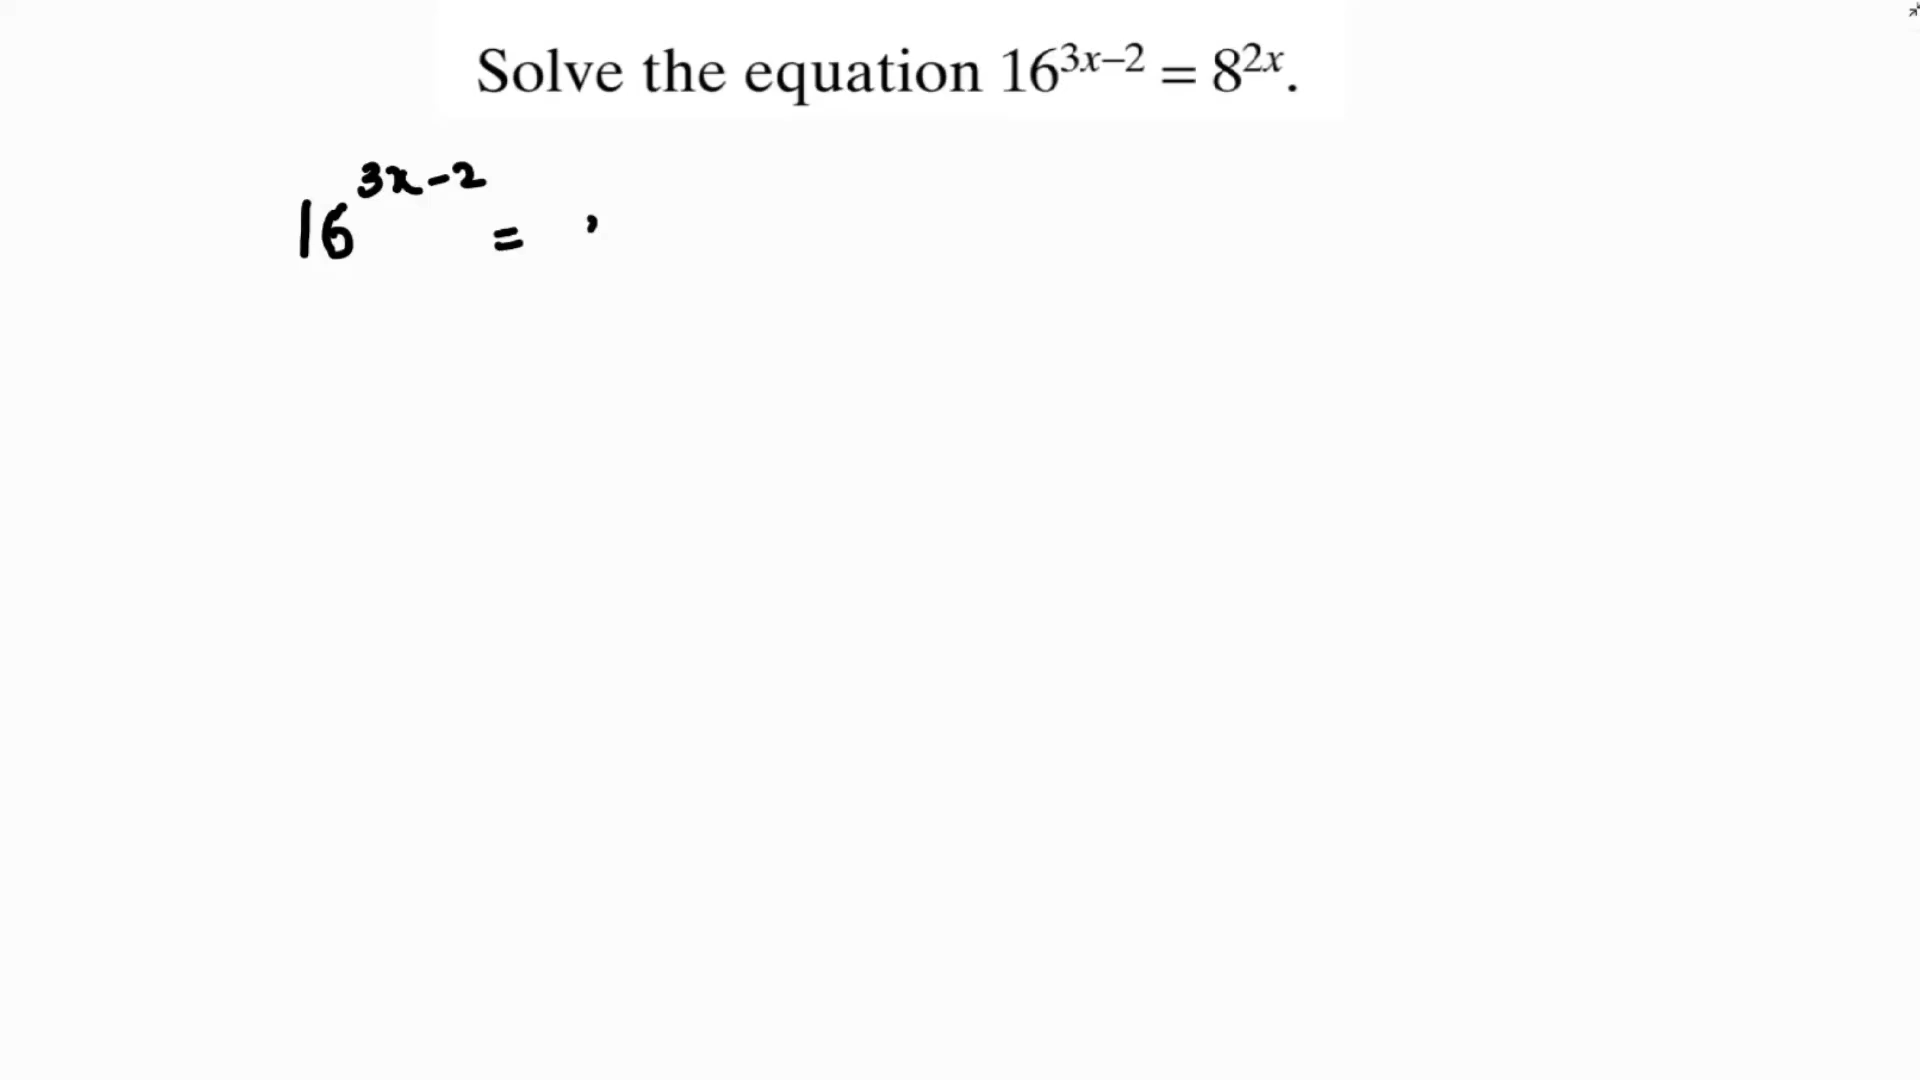 Solve the equation 16^{3x–2} = 8^{2x}.
16^{3x-2} =